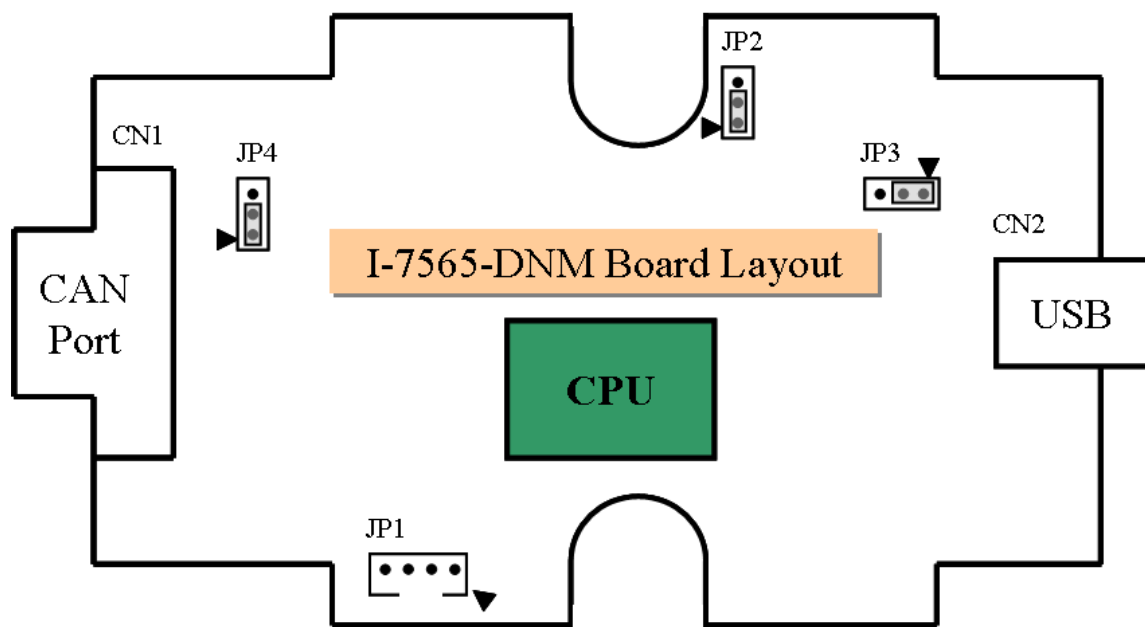 JP2
CN1
JP4
JP3
CN2
I-7565-DNM Board Layout
CAN
Port
USB
CPU
JP1